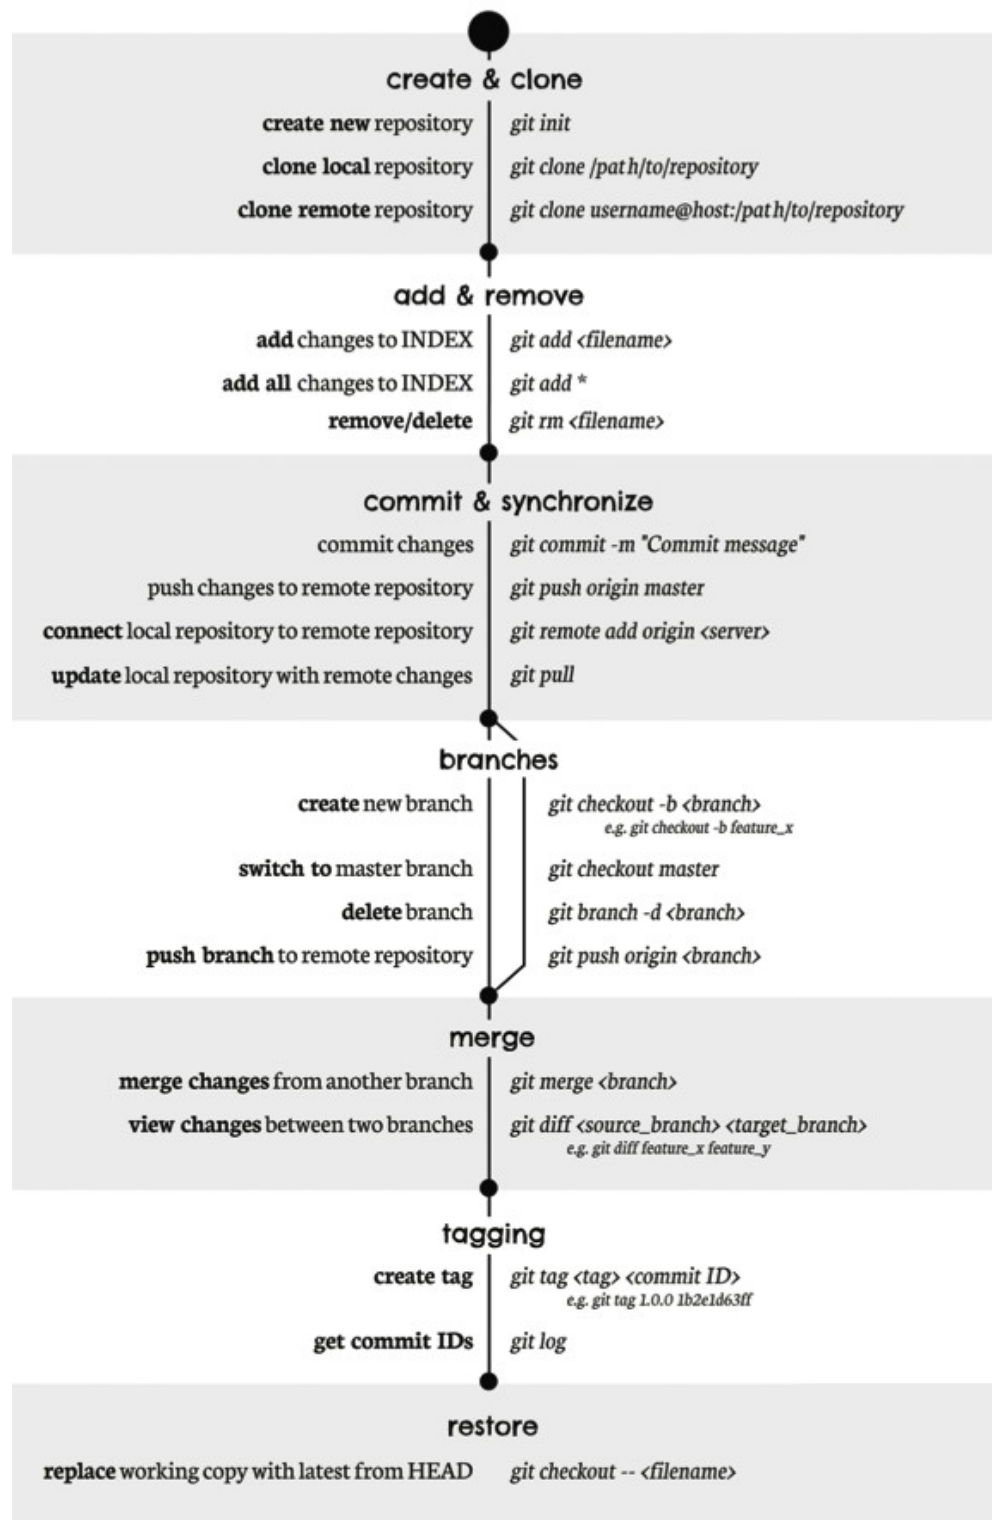 create & clone
create new repository git init
clone local repository git clone /path/to/repository
clone remote repository git clone username@host:/path/to/repository
add & remove
add changes to INDEX git add <filename>
add all changes to INDEX git add *
remove/delete git rm <filename>
commit & synchronize
commit changes git commit -m "Commit message"
push changes to remote repository git push origin master
connect local repository to remote repository git remote add origin <server>
update local repository with remote changes git pull
branches
create new branch git checkout -b <branch>
e.g. git checkout -b feature_x
switch to master branch git checkout master
delete branch git branch -d <branch>
push branch to remote repository git push origin <branch>
merge
merge changes from another branch git merge <branch>
view changes between two branches git diff <source_branch> <target_branch>
e.g. git diff feature_x feature_y
tagging
create tag git tag <tag> <commit ID>
e.g. git tag 1.0.0 1b2e1d63ff
get commit IDs git log
restore
replace working copy with latest from HEAD git checkout -- <filename>